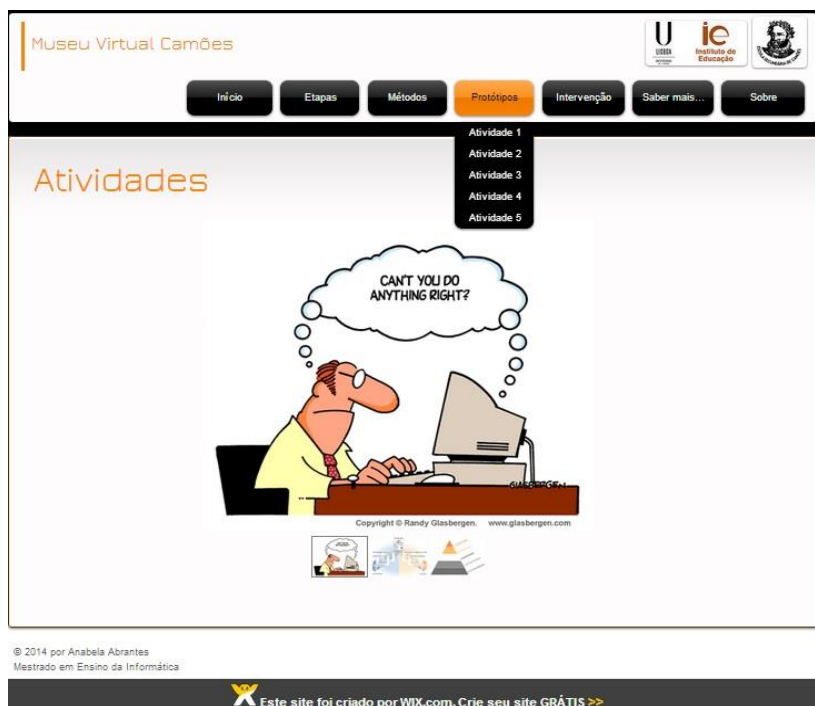 Museu Virtual Camões
U
LISBOA
ie
Instituto de
Educação
Início
Etapas
Métodos
Protótipos
Intervenção
Saber mais...
Sobre
Atividade 1
Atividade 2
Atividade 3
Atividade 4
Atividade 5
Atividades
CAN'T YOU DO
ANYTHING RIGHT?
GLASBERGEN
Copyright © Randy Glasbergen. www.glasbergen.com
© 2014 por Anabela Abrantes
Mestrado em Ensino da Informática
Este site foi criado por WIX.com. Crie seu site GRÁTIS >>